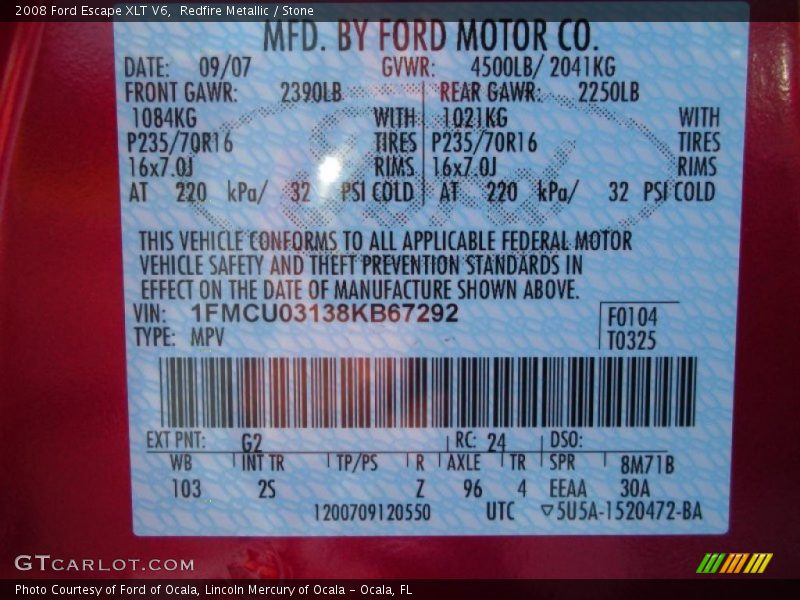 2008 Ford Escape XLT V6,  Redfire Metallic / Stone
MFD. BY FORD MOTOR CO.
DATE: 09/07 GVWR: 4500LB/ 2041KG
FRONT GAWR: 2390LB REAR GAWR: 2250LB
1084KG WITH 1021KG WITH
P235/70R16 TIRES P235/70R16 TIRES
16x7.0J RIMS 16x7.0J RIMS
AT 220 kPa/ 32 PSI COLD AT 220 kPa/ 32 PSI COLD
THIS VEHICLE CONFORMS TO ALL APPLICABLE FEDERAL MOTOR
VEHICLE SAFETY AND THEFT PREVENTION STANDARDS IN
EFFECT ON THE DATE OF MANUFACTURE SHOWN ABOVE.
VIN: 1FMCU03138KB67292 F0104
TYPE: MPV T0325
EXT PNT: G2 RC: 24 DSO:
WB INT TR TP/PS R AXLE TR SPR 8M71B
103 2S Z 96 4 EEAA 30A
1200709120550 UTC ▽5U5A-1520472-BA
GTCARLOT.COM
Photo Courtesy of Ford of Ocala, Lincoln Mercury of Ocala - Ocala, FL